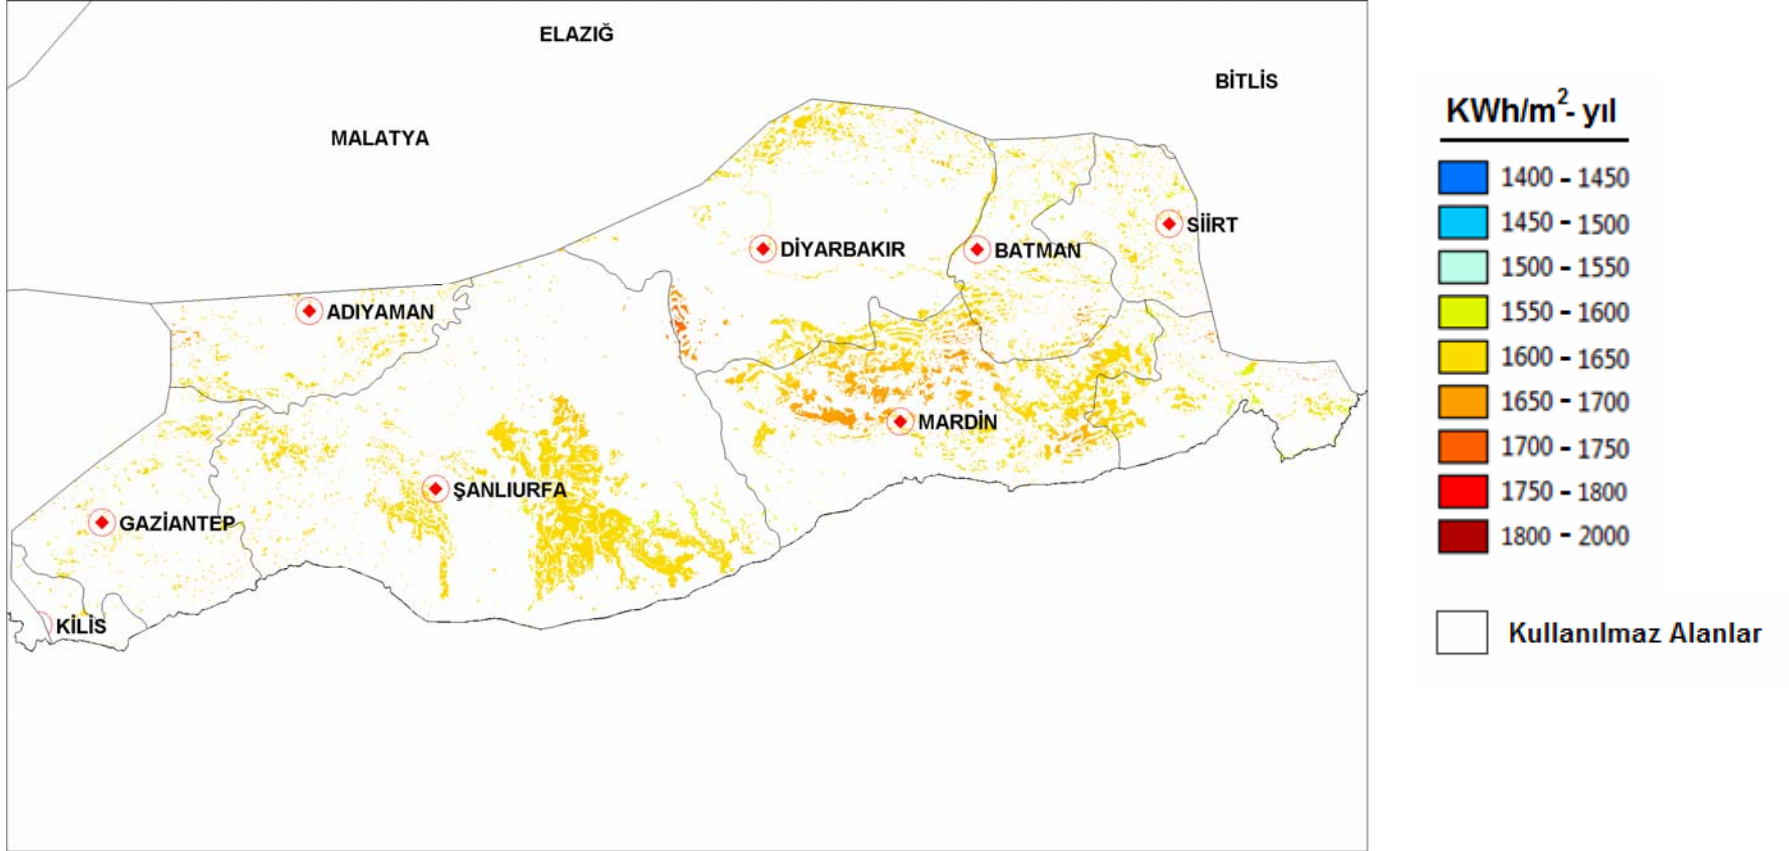 ELAZIĞ
BİTLİS
MALATYA
SİİRT
DİYARBAKIR
BATMAN
ADIYAMAN
MARDİN
ŞANLIURFA
GAZİANTEP
KİLİS
KWh/m²- yıl
1400 - 1450
1450 - 1500
1500 - 1550
1550 - 1600
1600 - 1650
1650 - 1700
1700 - 1750
1750 - 1800
1800 - 2000
Kullanılmaz Alanlar